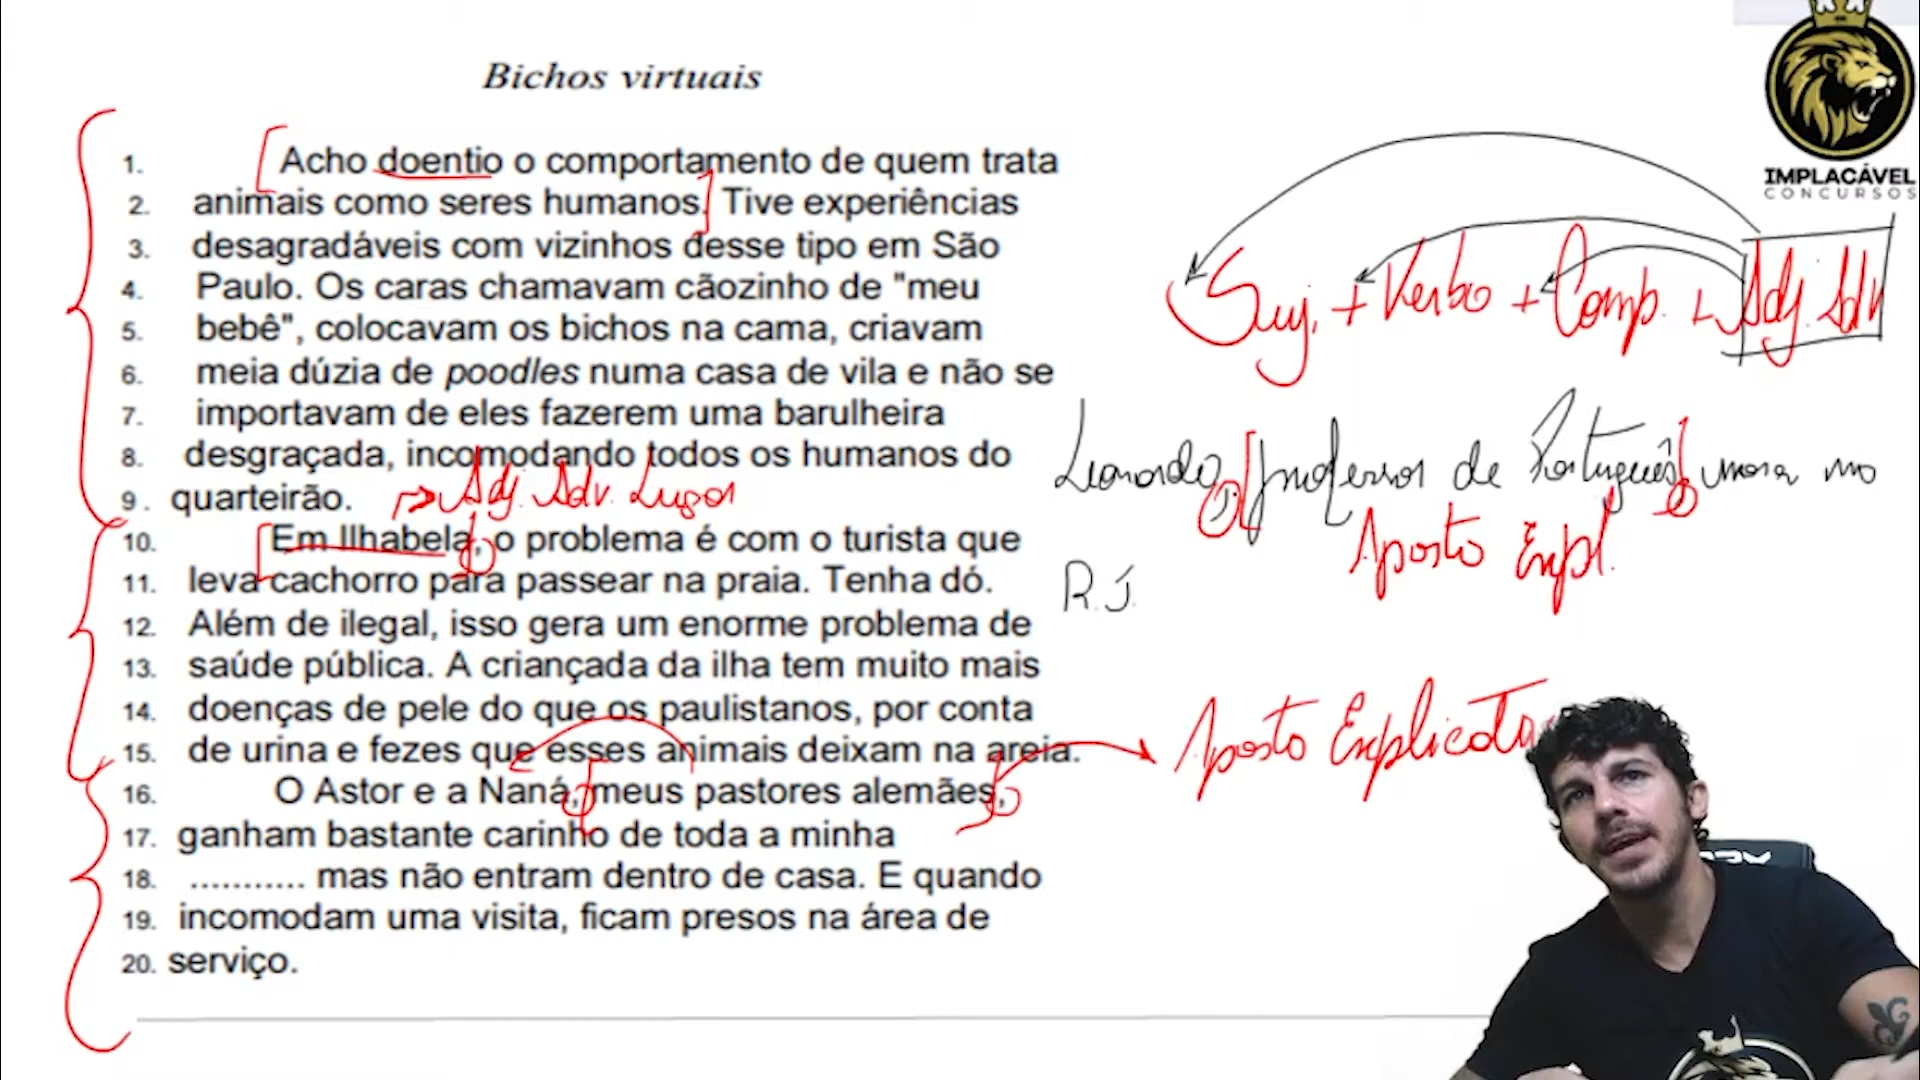 Bichos virtuais
1. Acho doentio o comportamento de quem trata
2. animais como seres humanos. Tive experiências
3. desagradáveis com vizinhos desse tipo em São
4. Paulo. Os caras chamavam cãozinho de "meu
5. bebê", colocavam os bichos na cama, criavam
6. meia dúzia de poodles numa casa de vila e não se
7. importavam de eles fazerem uma barulheira
8. desgraçada, incomodando todos os humanos do
9. quarteirão.
Adj. Adv. Lugar
10. Em Ilhabela, o problema é com o turista que
11. leva cachorro para passear na praia. Tenha dó.
12. Além de ilegal, isso gera um enorme problema de
13. saúde pública. A criançada da ilha tem muito mais
14. doenças de pele do que os paulistanos, por conta
15. de urina e fezes que esses animais deixam na areia.
16. O Astor e a Naná, meus pastores alemães,
17. ganham bastante carinho de toda a minha
18. ........... mas não entram dentro de casa. E quando
19. incomodam uma visita, ficam presos na área de
20. serviço.
IMPLACÁVEL
CONCURSOS
Suj. + Verbo + Comp. + Adj. Adv
Leonardo, professor de Português, mora no
Aposto Expl.
R.J.
Aposto Explicativ